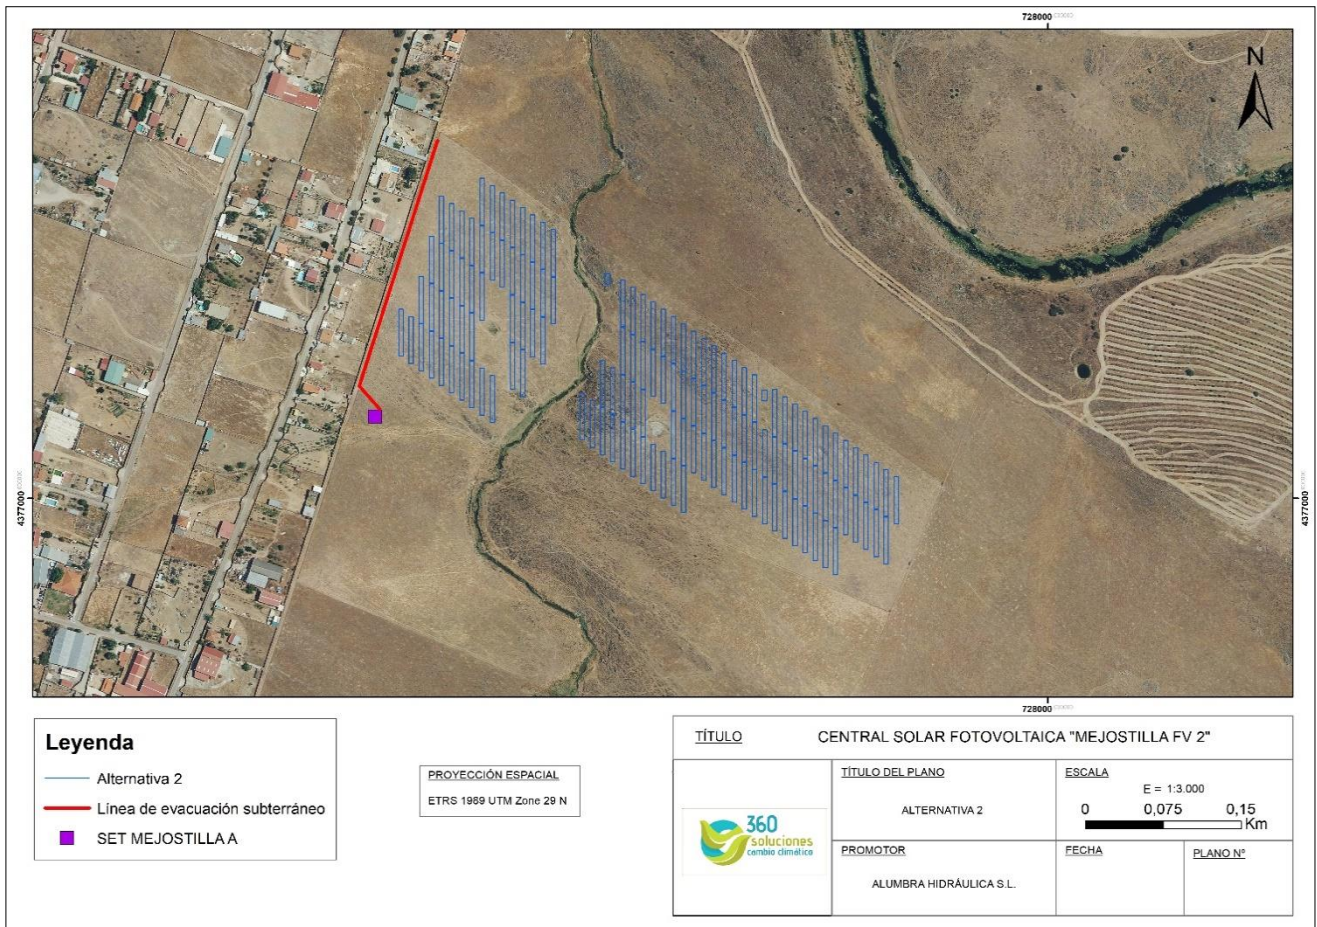 728000
N
4377000
4377000
728000
Leyenda
Alternativa 2
Línea de evacuación subterráneo
SET MEJOSTILLA A
PROYECCIÓN ESPACIAL
ETRS 1989 UTM Zone 29 N
TÍTULO
CENTRAL SOLAR FOTOVOLTAICA "MEJOSTILLA FV 2"
360
soluciones
cambio climático
TÍTULO DEL PLANO
ALTERNATIVA 2
ESCALA
E = 1:3.000
0 0,075 0,15
Km
PROMOTOR
ALUMBRA HIDRÁULICA S.L.
FECHA
PLANO Nº